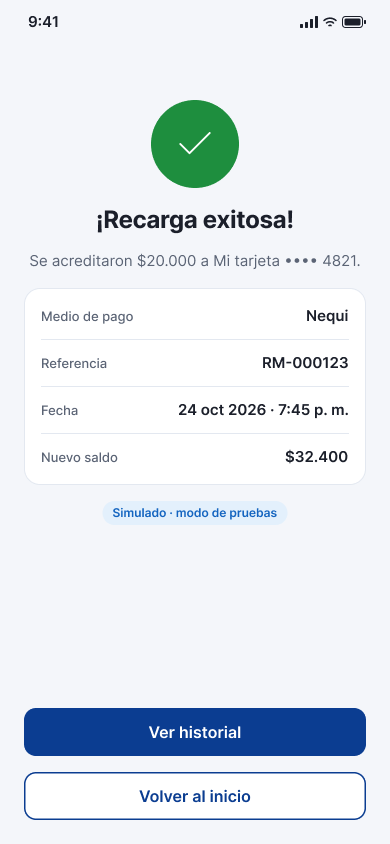 9:41
¡Recarga exitosa!
Se acreditaron $20.000 a Mi tarjeta •••• 4821.
Medio de pago Nequi
Referencia RM-000123
Fecha 24 oct 2026 · 7:45 p. m.
Nuevo saldo $32.400
Simulado · modo de pruebas
Ver historial
Volver al inicio